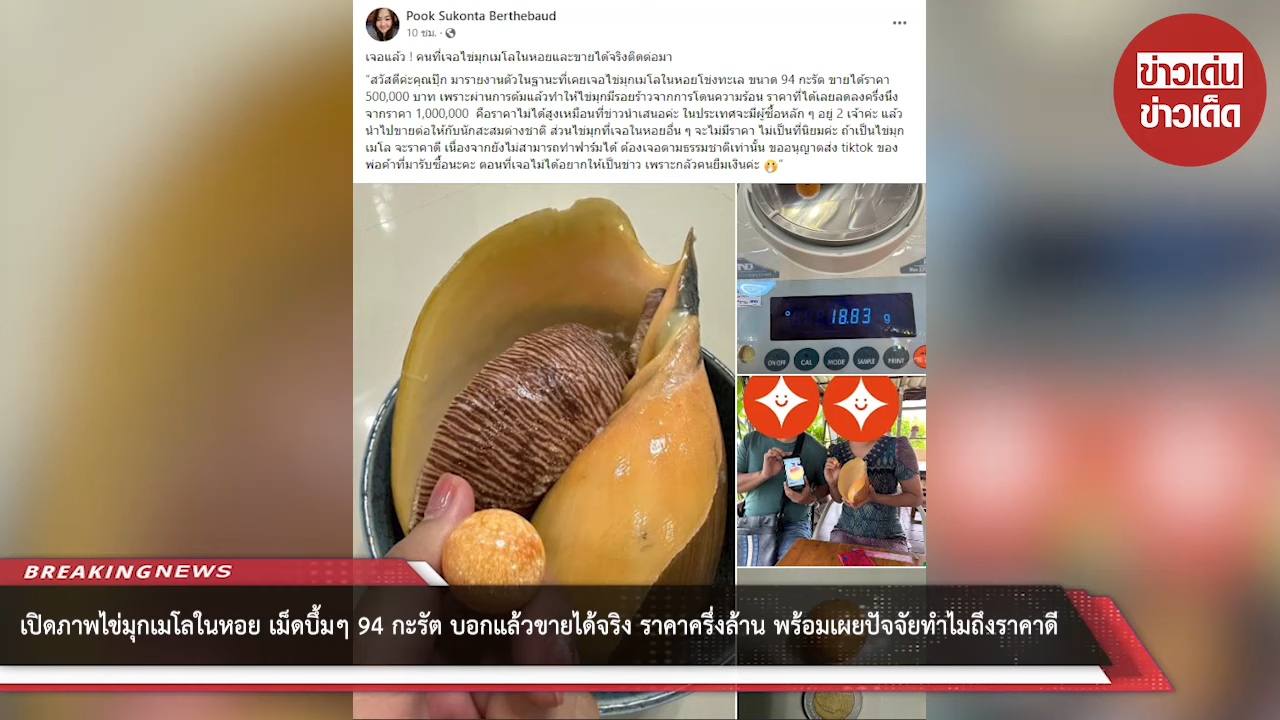 Pook Sukonta Berthebaud
10 ชม. ·
เจอแล้ว ! คนที่เจอไข่มุกเมโลในหอยและขายได้จริงติดต่อมา
"สวัสดีค่ะคุณปุ๊ก มารายงานตัวในฐานะที่เคยเจอไข่มุกเมโลในหอยโข่งทะเล ขนาด 94 กะรัต ขายได้ราคา
500,000 บาท เพราะผ่านการต้มแล้วทำให้ไข่มุกมีรอยร้าวจากการโดนความร้อน ราคาที่ได้เลยลดลงครึ่งนึง
จากราคา 1,000,000 คือราคาไม่ได้สูงเหมือนที่ข่าวนำเสนอค่ะ ในประเทศจะมีผู้ซื้อหลัก ๆ อยู่ 2 เจ้าค่ะ แล้ว
นำไปขายต่อให้กับนักสะสมต่างชาติ ส่วนไข่มุกที่เจอในหอยอื่น ๆ จะไม่มีราคา ไม่เป็นที่นิยมค่ะ ถ้าเป็นไข่มุก
เมโล จะราคาดี เนื่องจากยังไม่สามารถทำฟาร์มได้ ต้องเจอตามธรรมชาติเท่านั้น ขออนุญาตส่ง tiktok ของ
พ่อค้าที่มารับซื้อนะคะ ตอนที่เจอไม่ได้อยากให้เป็นข่าว เพราะกลัวคนยืมเงินค่ะ 🤭"
ข่าวเด่น
ข่าวเด็ด
18.83 g
ON:OFF CAL MODE SAMPLE PRINT
BREAKING NEWS
เปิดภาพไข่มุกเมโลในหอย เม็ดบึ้มๆ 94 กะรัต บอกแล้วขายได้จริง ราคาครึ่งล้าน พร้อมเผยปัจจัยทำไมถึงราคาดี